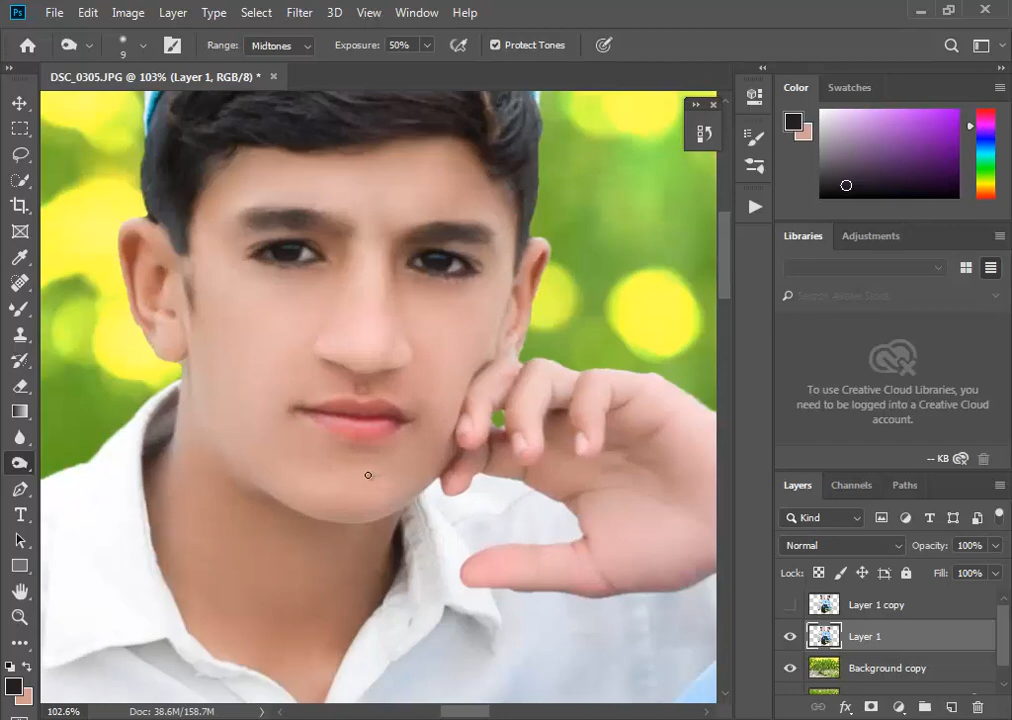 Ps File Edit Image Layer Type Select Filter 3D View Window Help
9 Range: Midtones Exposure: 50% Protect Tones
DSC_0305.JPG @ 103% (Layer 1, RGB/8) *
Color Swatches
Libraries Adjustments
Search Adobe Stock
To use Creative Cloud Libraries, you
need to be logged into a Creative Cloud
account.
-- KB
Layers Channels Paths
Kind
Normal Opacity: 100%
Lock: Fill: 100%
Layer 1 copy
Layer 1
Background copy
102.6% Doc: 38.6M/158.7M